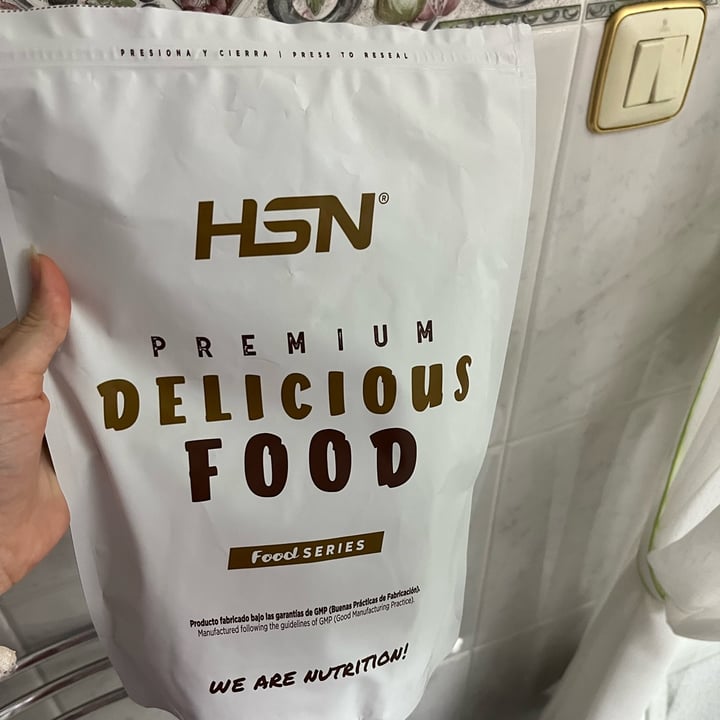 PRESIONA Y CIERRA | PRESS TO RESEAL
HSN®
PREMIUM
DELICIOUS
FOOD
Food SERIES
Producto fabricado bajo las garantías de GMP (Buenas Prácticas de Fabricación).
Manufactured following the guidelines of GMP (Good Manufacturing Practice).
WE ARE NUTRITION!